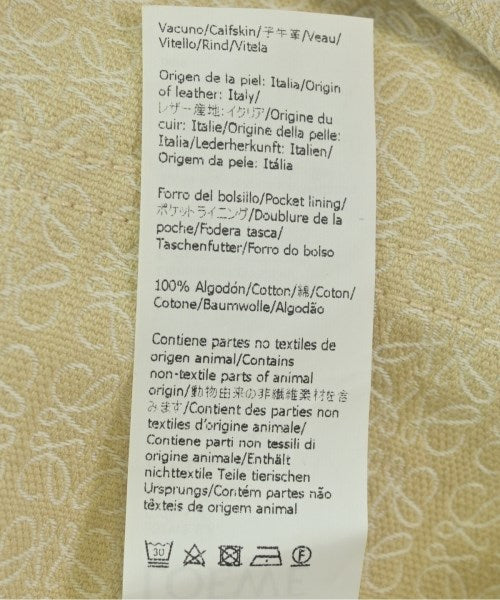 Vacuno/Calfskin/子牛革/Veau/
Vitello/Rind/Vitela
Origen de la piel: Italia/Origin
of leather: Italy/
レザー産地:イタリア/Origine du
cuir: Italie/Origine della pelle:
Italia/Lederherkunft: Italien/
Origem da pele: Itália
Forro del bolsillo/Pocket lining/
ポケットライニング/Doublure de la
poche/Fodera tasca/
Taschenfutter/Forro do bolso
100% Algodón/Cotton/綿/Coton/
Cotone/Baumwolle/Algodão
Contiene partes no textiles de
origen animal/Contains
non-textile parts of animal
origin/動物由来の非繊維素材を含
みます/Contient des parties non
textiles d'origine animale/
Contiene parti non tessili di
origine animale/Enthält
nichttextile Teile tierischen
Ursprungs/Contém partes não
têxteis de origem animal
30 F